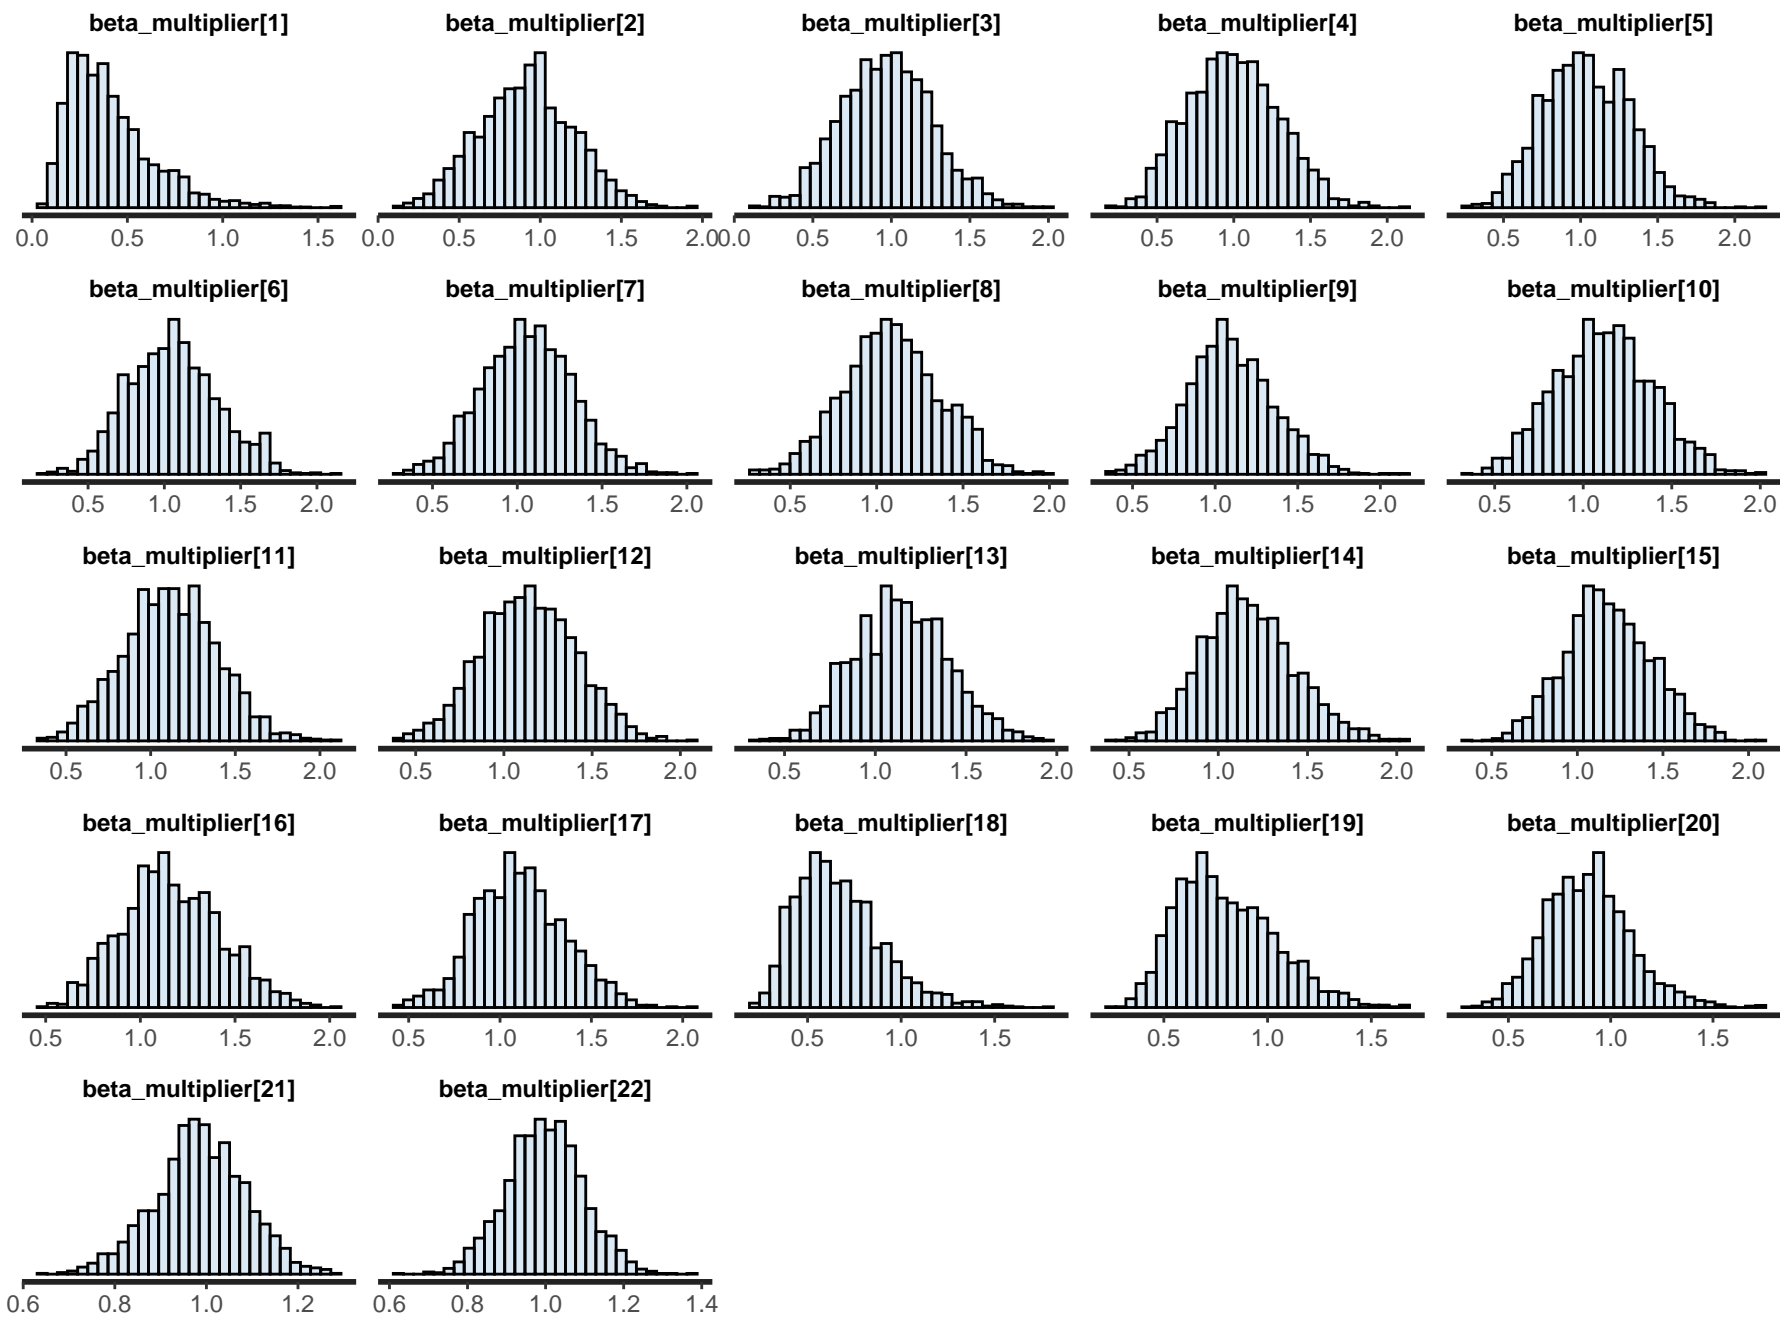 beta_multiplier[1] beta_multiplier[2] beta_multiplier[3] beta_multiplier[4] beta_multiplier[5]
0.0 0.5 1.0 1.5 0.0 0.5 1.0 1.5 2.0 0.0 0.5 1.0 1.5 2.0 0.5 1.0 1.5 2.0 0.5 1.0 1.5 2.0
beta_multiplier[6] beta_multiplier[7] beta_multiplier[8] beta_multiplier[9] beta_multiplier[10]
0.5 1.0 1.5 2.0 0.5 1.0 1.5 2.0 0.5 1.0 1.5 2.0 0.5 1.0 1.5 2.0 0.5 1.0 1.5 2.0
beta_multiplier[11] beta_multiplier[12] beta_multiplier[13] beta_multiplier[14] beta_multiplier[15]
0.5 1.0 1.5 2.0 0.5 1.0 1.5 2.0 0.5 1.0 1.5 2.0 0.5 1.0 1.5 2.0 0.5 1.0 1.5 2.0
beta_multiplier[16] beta_multiplier[17] beta_multiplier[18] beta_multiplier[19] beta_multiplier[20]
0.5 1.0 1.5 2.0 0.5 1.0 1.5 2.0 0.5 1.0 1.5 0.5 1.0 1.5 0.5 1.0 1.5
beta_multiplier[21] beta_multiplier[22]
0.6 0.8 1.0 1.2 0.6 0.8 1.0 1.2 1.4